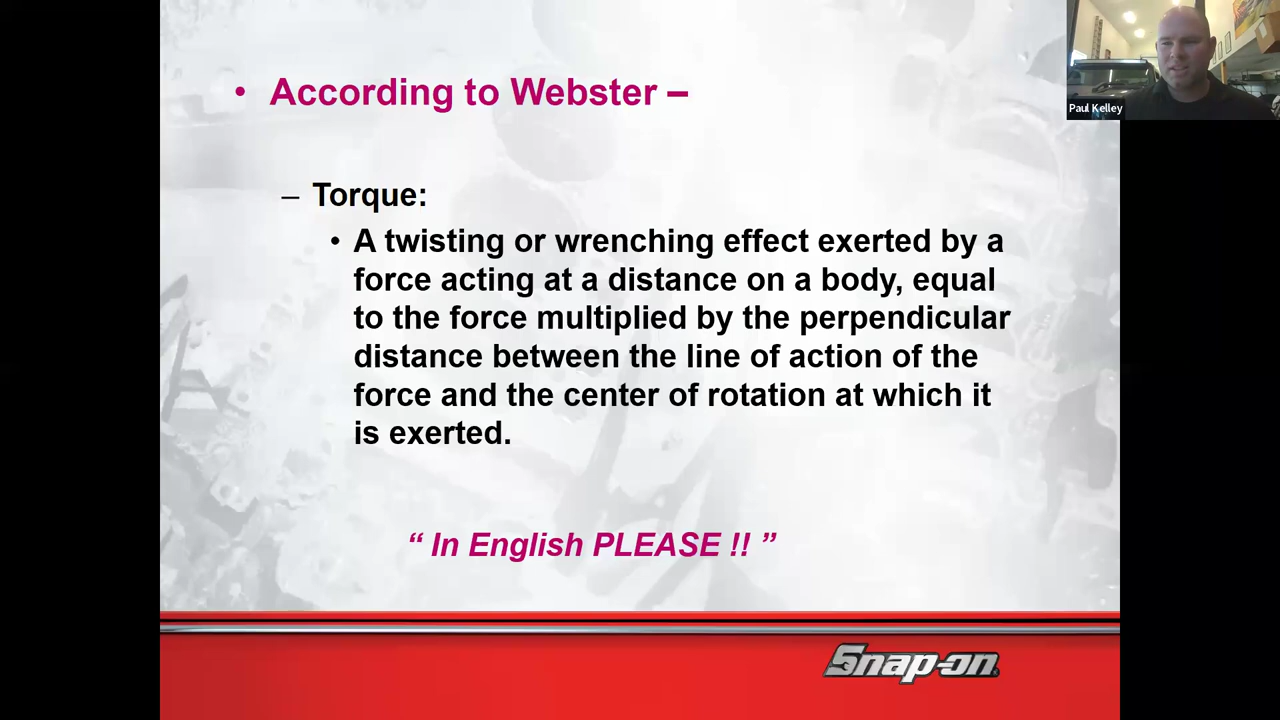 • According to Webster –
– Torque:
• A twisting or wrenching effect exerted by a
force acting at a distance on a body, equal
to the force multiplied by the perpendicular
distance between the line of action of the
force and the center of rotation at which it
is exerted.
“ In English PLEASE !! ”
Snap-on
Paul Kelley